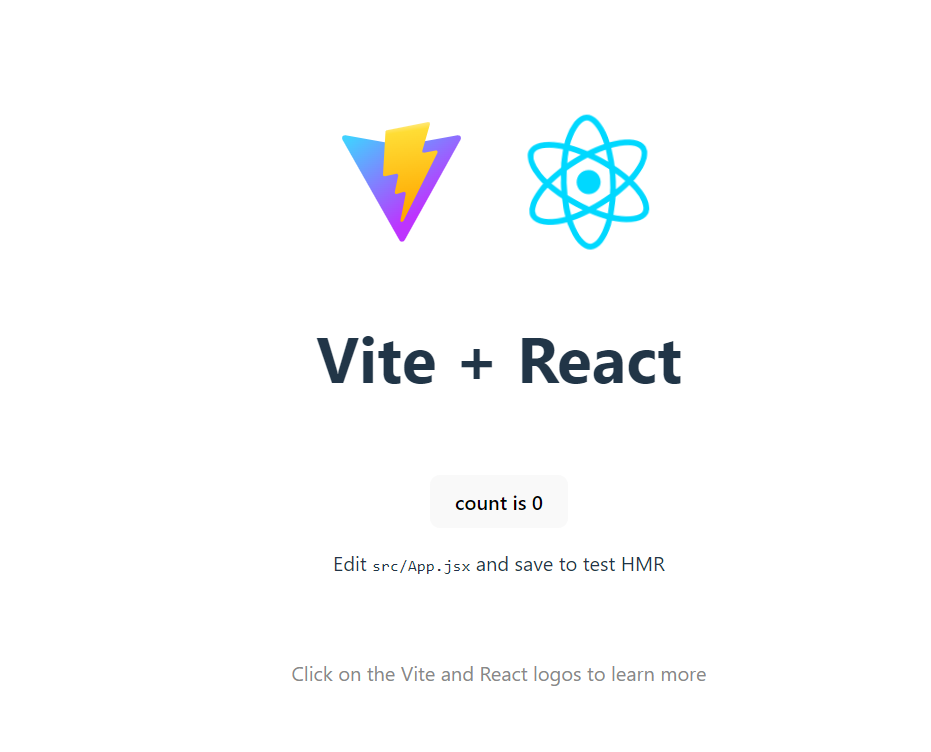 Vite + React
count is 0
Edit src/App.jsx and save to test HMR
Click on the Vite and React logos to learn more